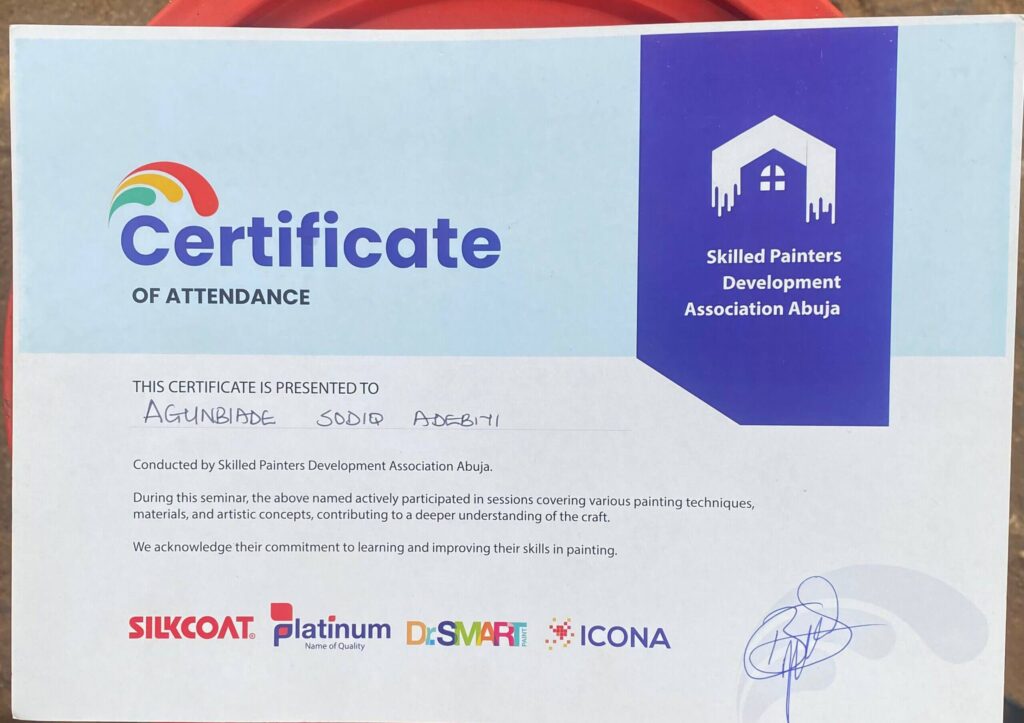 Certificate
OF ATTENDANCE
Skilled Painters
Development
Association Abuja
THIS CERTIFICATE IS PRESENTED TO
AGUNBIADE SODIQ ADEBIYI
Conducted by Skilled Painters Development Association Abuja.
During this seminar, the above named actively participated in sessions covering various painting techniques,
materials, and artistic concepts, contributing to a deeper understanding of the craft.
We acknowledge their commitment to learning and improving their skills in painting.
SILKCOAT®
Platinum
Name of Quality
Dr.SMART PAINT
ICONA